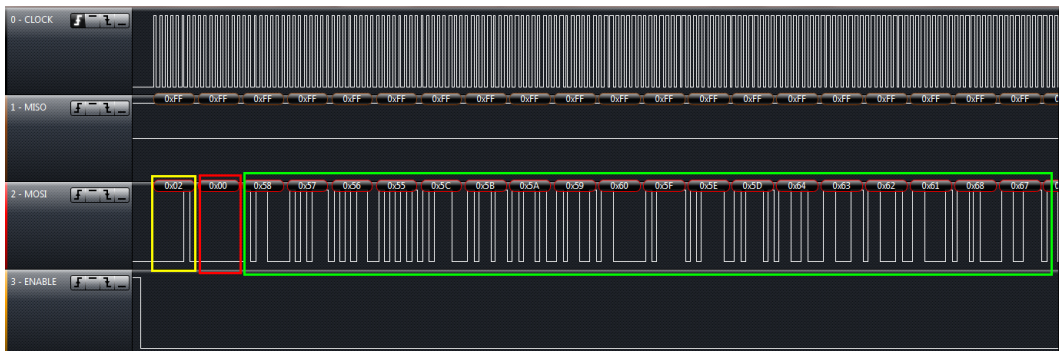 0 - CLOCK
0xFF 0xFF 0xFF 0xFF 0xFF 0xFF 0xFF 0xFF 0xFF 0xFF 0xFF 0xFF 0xFF 0xFF 0xFF 0xFF 0xFF 0xFF 0xFF 0xFF
1 - MISO
0x02 0x00 0x58 0x57 0x56 0x55 0x5C 0x5B 0x5A 0x59 0x60 0x5F 0x5E 0x5D 0x64 0x63 0x62 0x61 0x68 0x67
2 - MOSI
3 - ENABLE